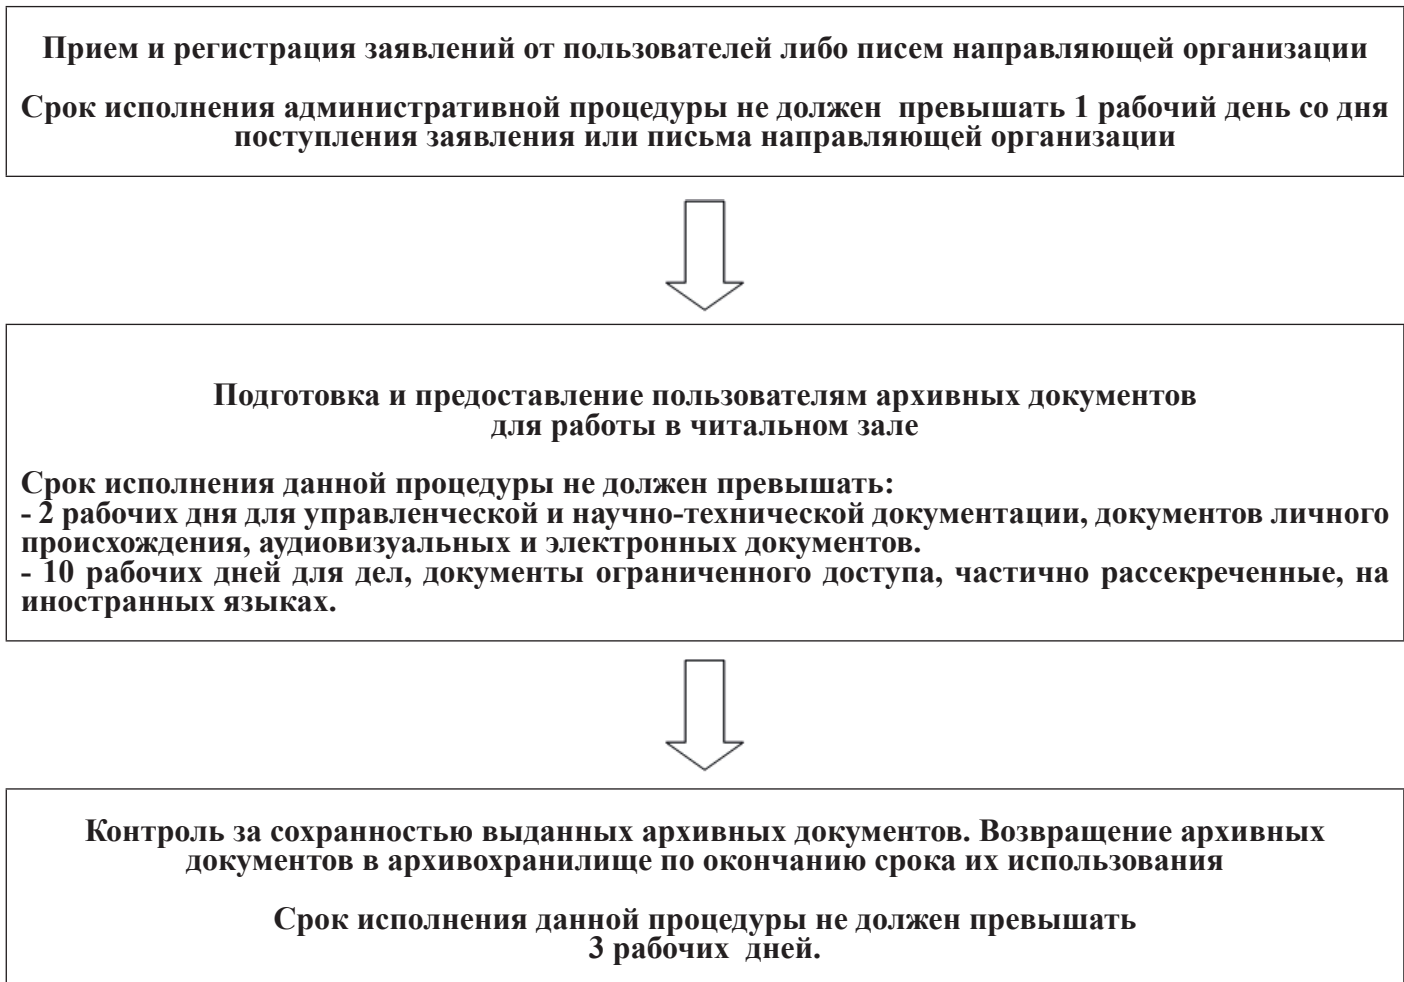 Прием и регистрация заявлений от пользователей либо писем направляющей организации
Срок исполнения административной процедуры не должен превышать 1 рабочий день со дня
поступления заявления или письма направляющей организации
Подготовка и предоставление пользователям архивных документов
для работы в читальном зале
Срок исполнения данной процедуры не должен превышать:
- 2 рабочих дня для управленческой и научно-технической документации, документов личного
происхождения, аудиовизуальных и электронных документов.
- 10 рабочих дней для дел, документы ограниченного доступа, частично рассекреченные, на
иностранных языках.
Контроль за сохранностью выданных архивных документов. Возвращение архивных
документов в архивохранилище по окончанию срока их использования
Срок исполнения данной процедуры не должен превышать
3 рабочих дней.